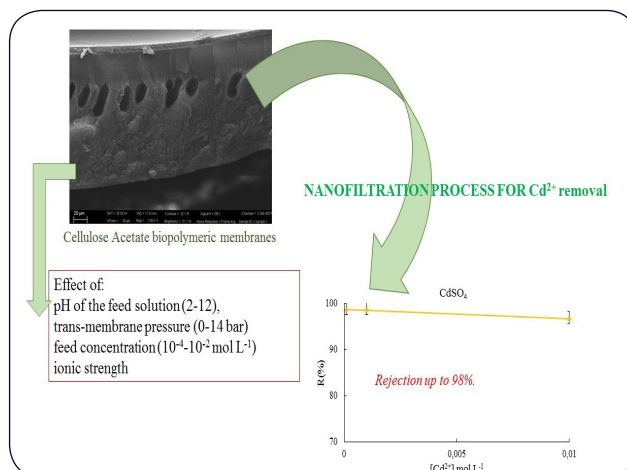 20 µm
Cellulose Acetate biopolymeric membranes
NANOFILTRATION PROCESS FOR Cd²⁺ removal
Effect of:
pH of the feed solution (2-12),
trans-membrane pressure (0-14 bar)
feed concentration (10⁻⁴-10⁻² mol L⁻¹)
ionic strength
CdSO₄
100
90
80
70
R(%)
Rejection up to 98%.
0
0,005
0,01
[Cd²⁺] mol L⁻¹